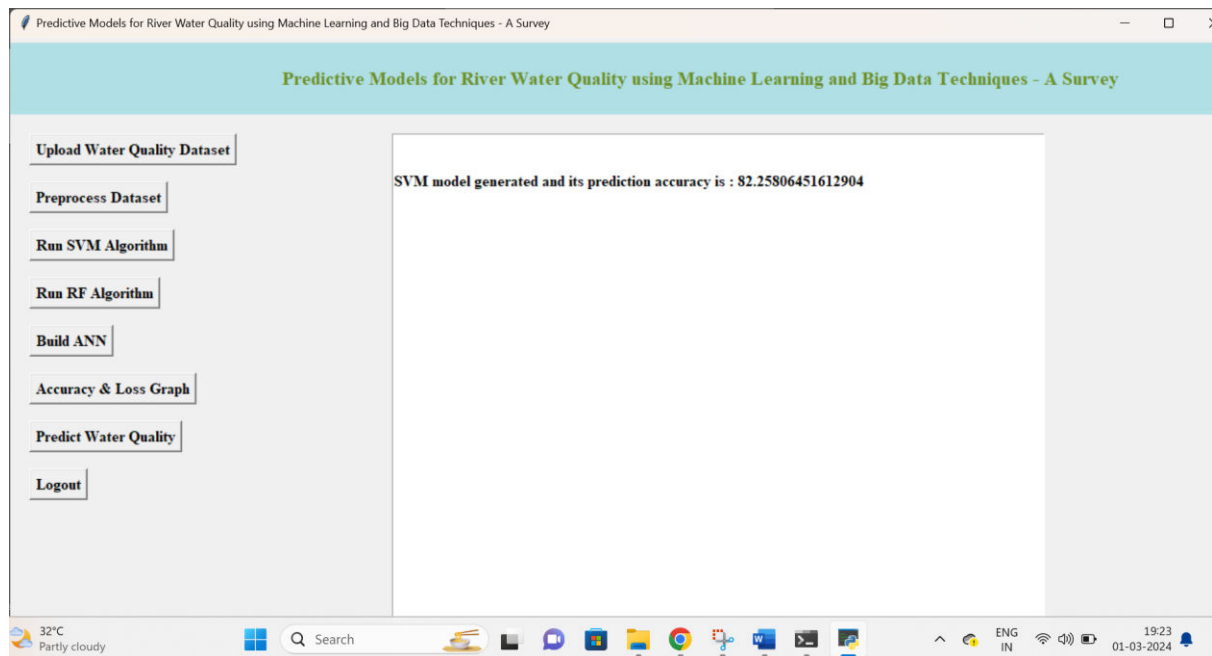 Predictive Models for River Water Quality using Machine Learning and Big Data Techniques - A Survey
Predictive Models for River Water Quality using Machine Learning and Big Data Techniques - A Survey
Upload Water Quality Dataset
Preprocess Dataset
Run SVM Algorithm
Run RF Algorithm
Build ANN
Accuracy & Loss Graph
Predict Water Quality
Logout
SVM model generated and its prediction accuracy is : 82.25806451612904
32°C
Partly cloudy
Search
ENG
IN
19:23
01-03-2024